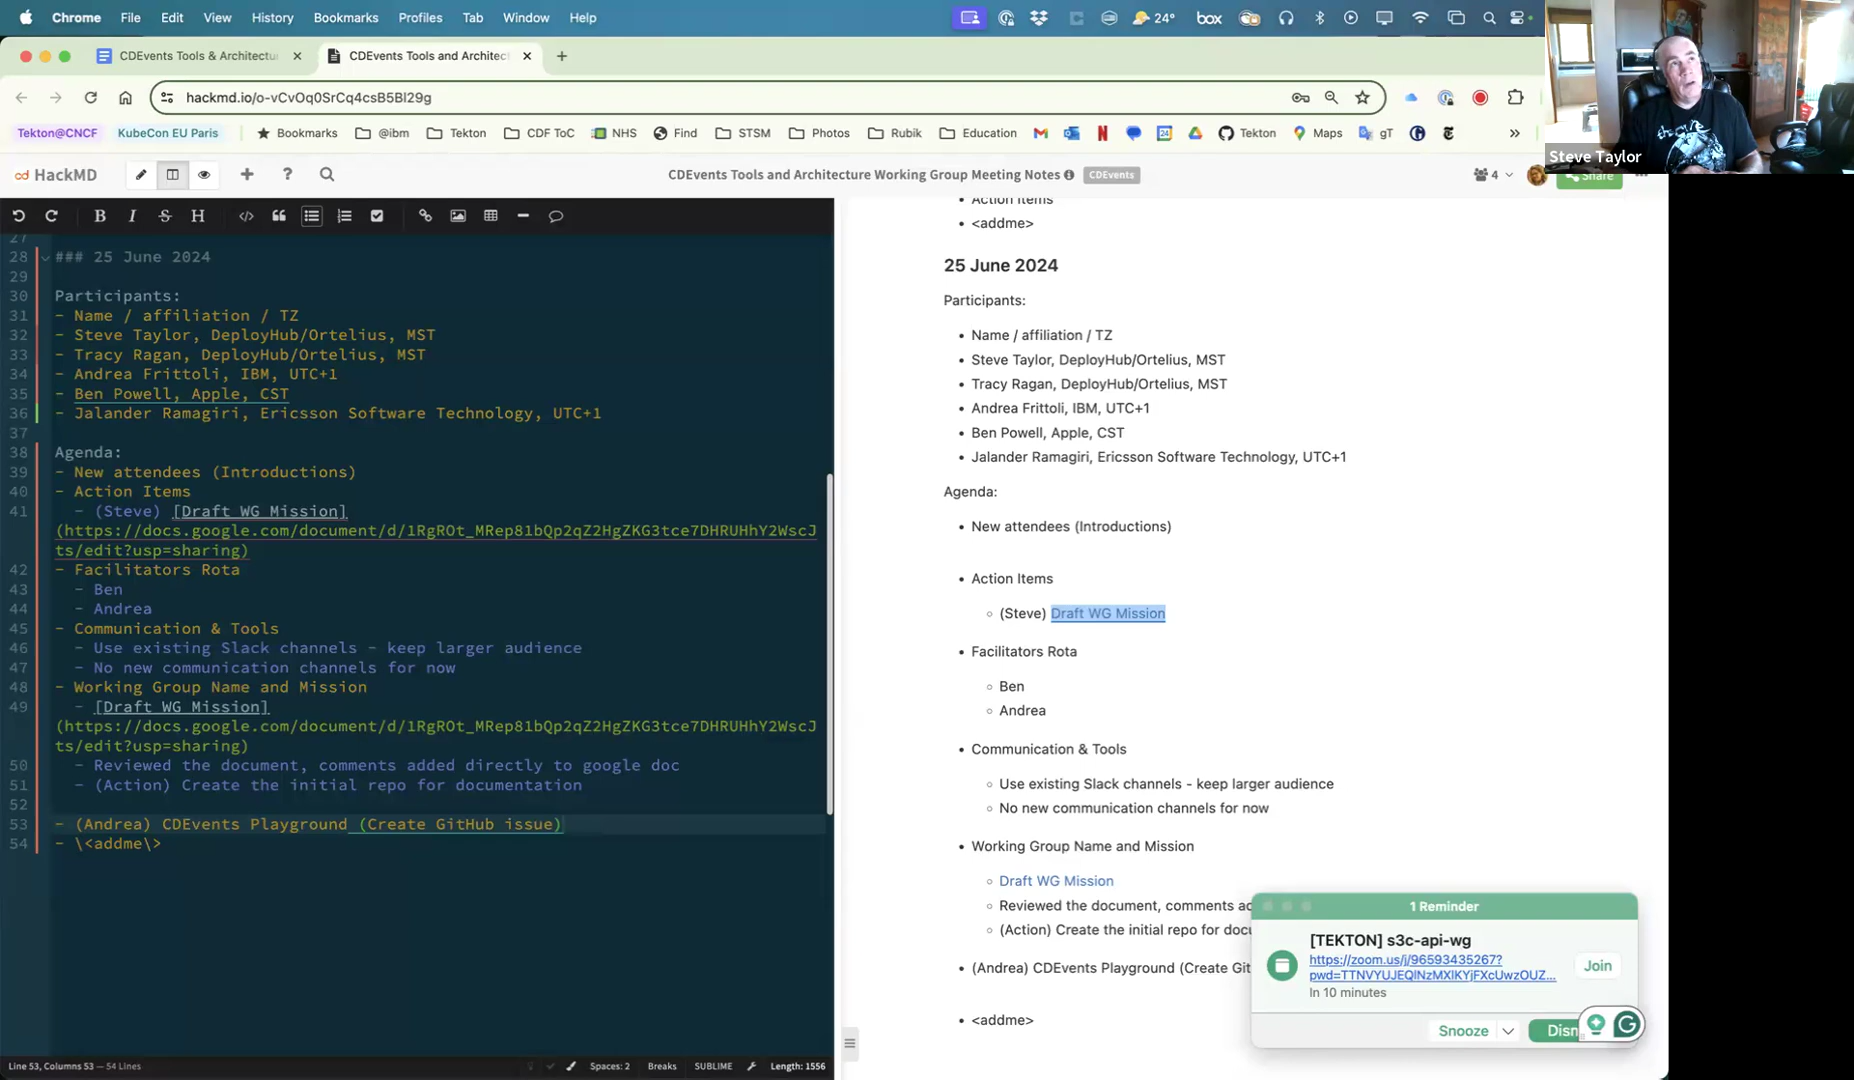 Chrome File Edit View History Bookmarks Profiles Tab Window Help 24° box
CDEvents Tools & Architectu
CDEvents Tools and Architec
hackmd.io/o-vCvOq0SrCq4csB5Bl29g
Tekton@CNCF KubeCon EU Paris Bookmarks @ibm Tekton CDF ToC NHS Find STSM Photos Rubik Education Tekton Maps gT
Steve Taylor
HackMD
CDEvents Tools and Architecture Working Group Meeting Notes CDEvents
4
Share
27
28 ### 25 June 2024
29
30 Participants:
31 - Name / affiliation / TZ
32 - Steve Taylor, DeployHub/Ortelius, MST
33 - Tracy Ragan, DeployHub/Ortelius, MST
34 - Andrea Frittoli, IBM, UTC+1
35 - Ben Powell, Apple, CST
36 - Jalander Ramagiri, Ericsson Software Technology, UTC+1
37
38 Agenda:
39 - New attendees (Introductions)
40 - Action Items
41 - (Steve) [Draft WG Mission]
(https://docs.google.com/document/d/1RgROt_MRep81bQp2qZ2HgZKG3tce7DHRUHhY2WscJ
ts/edit?usp=sharing)
42 - Facilitators Rota
43 - Ben
44 - Andrea
45 - Communication & Tools
46 - Use existing Slack channels - keep larger audience
47 - No new communication channels for now
48 - Working Group Name and Mission
49 - [Draft WG Mission]
(https://docs.google.com/document/d/1RgROt_MRep81bQp2qZ2HgZKG3tce7DHRUHhY2WscJ
ts/edit?usp=sharing)
50 - Reviewed the document, comments added directly to google doc
51 - (Action) Create the initial repo for documentation
52
53 - (Andrea) CDEvents Playground (Create GitHub issue)
54 - \<addme\>
Line 53, Columns 53 — 54 Lines
Spaces: 2 Breaks SUBLIME Length: 1556
Action Items
• <addme>
25 June 2024
Participants:
• Name / affiliation / TZ
• Steve Taylor, DeployHub/Ortelius, MST
• Tracy Ragan, DeployHub/Ortelius, MST
• Andrea Frittoli, IBM, UTC+1
• Ben Powell, Apple, CST
• Jalander Ramagiri, Ericsson Software Technology, UTC+1
Agenda:
• New attendees (Introductions)
• Action Items
◦ (Steve) Draft WG Mission
• Facilitators Rota
◦ Ben
◦ Andrea
• Communication & Tools
◦ Use existing Slack channels - keep larger audience
◦ No new communication channels for now
• Working Group Name and Mission
◦ Draft WG Mission
◦ Reviewed the document, comments ad
◦ (Action) Create the initial repo for docu
• (Andrea) CDEvents Playground (Create Git
• <addme>
1 Reminder
[TEKTON] s3c-api-wg
https://zoom.us/j/96593435267?
Join
In 10 minutes
Snooze
Disn